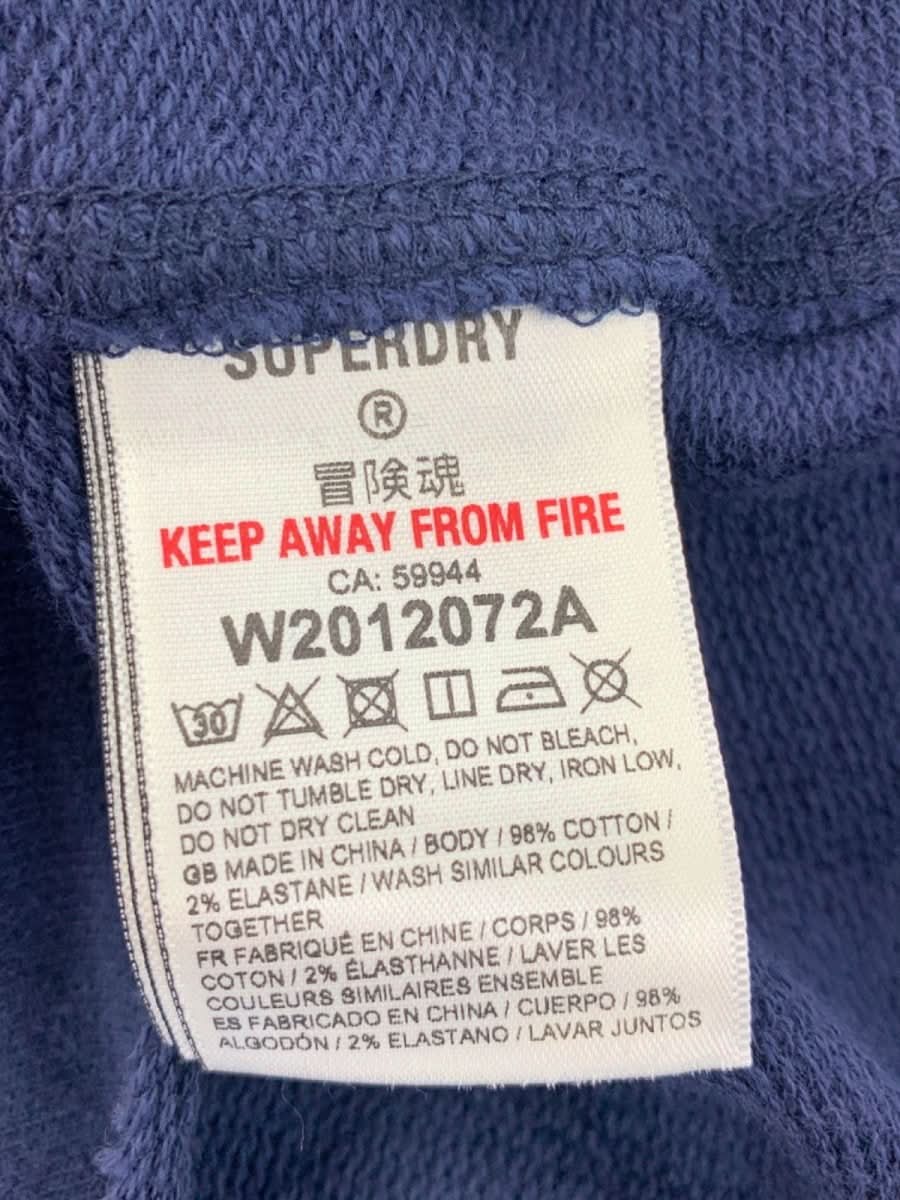 SUPERDRY
®
冒険魂
KEEP AWAY FROM FIRE
CA: 59944
W2012072A
30
MACHINE WASH COLD, DO NOT BLEACH,
DO NOT TUMBLE DRY, LINE DRY, IRON LOW,
DO NOT DRY CLEAN
GB MADE IN CHINA / BODY / 98% COTTON /
2% ELASTANE / WASH SIMILAR COLOURS
TOGETHER
FR FABRIQUÉ EN CHINE / CORPS / 98%
COTON / 2% ÉLASTHANNE / LAVER LES
COULEURS SIMILAIRES ENSEMBLE
ES FABRICADO EN CHINA / CUERPO / 98%
ALGODÓN / 2% ELASTANO / LAVAR JUNTOS